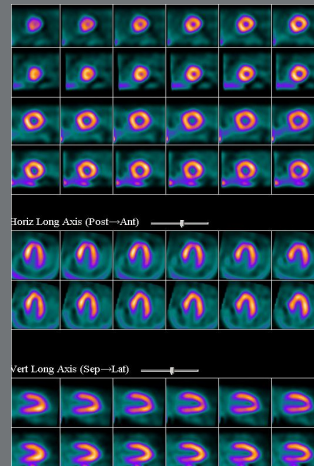 Horiz Long Axis (Post→Ant)
Vert Long Axis (Sep→Lat)